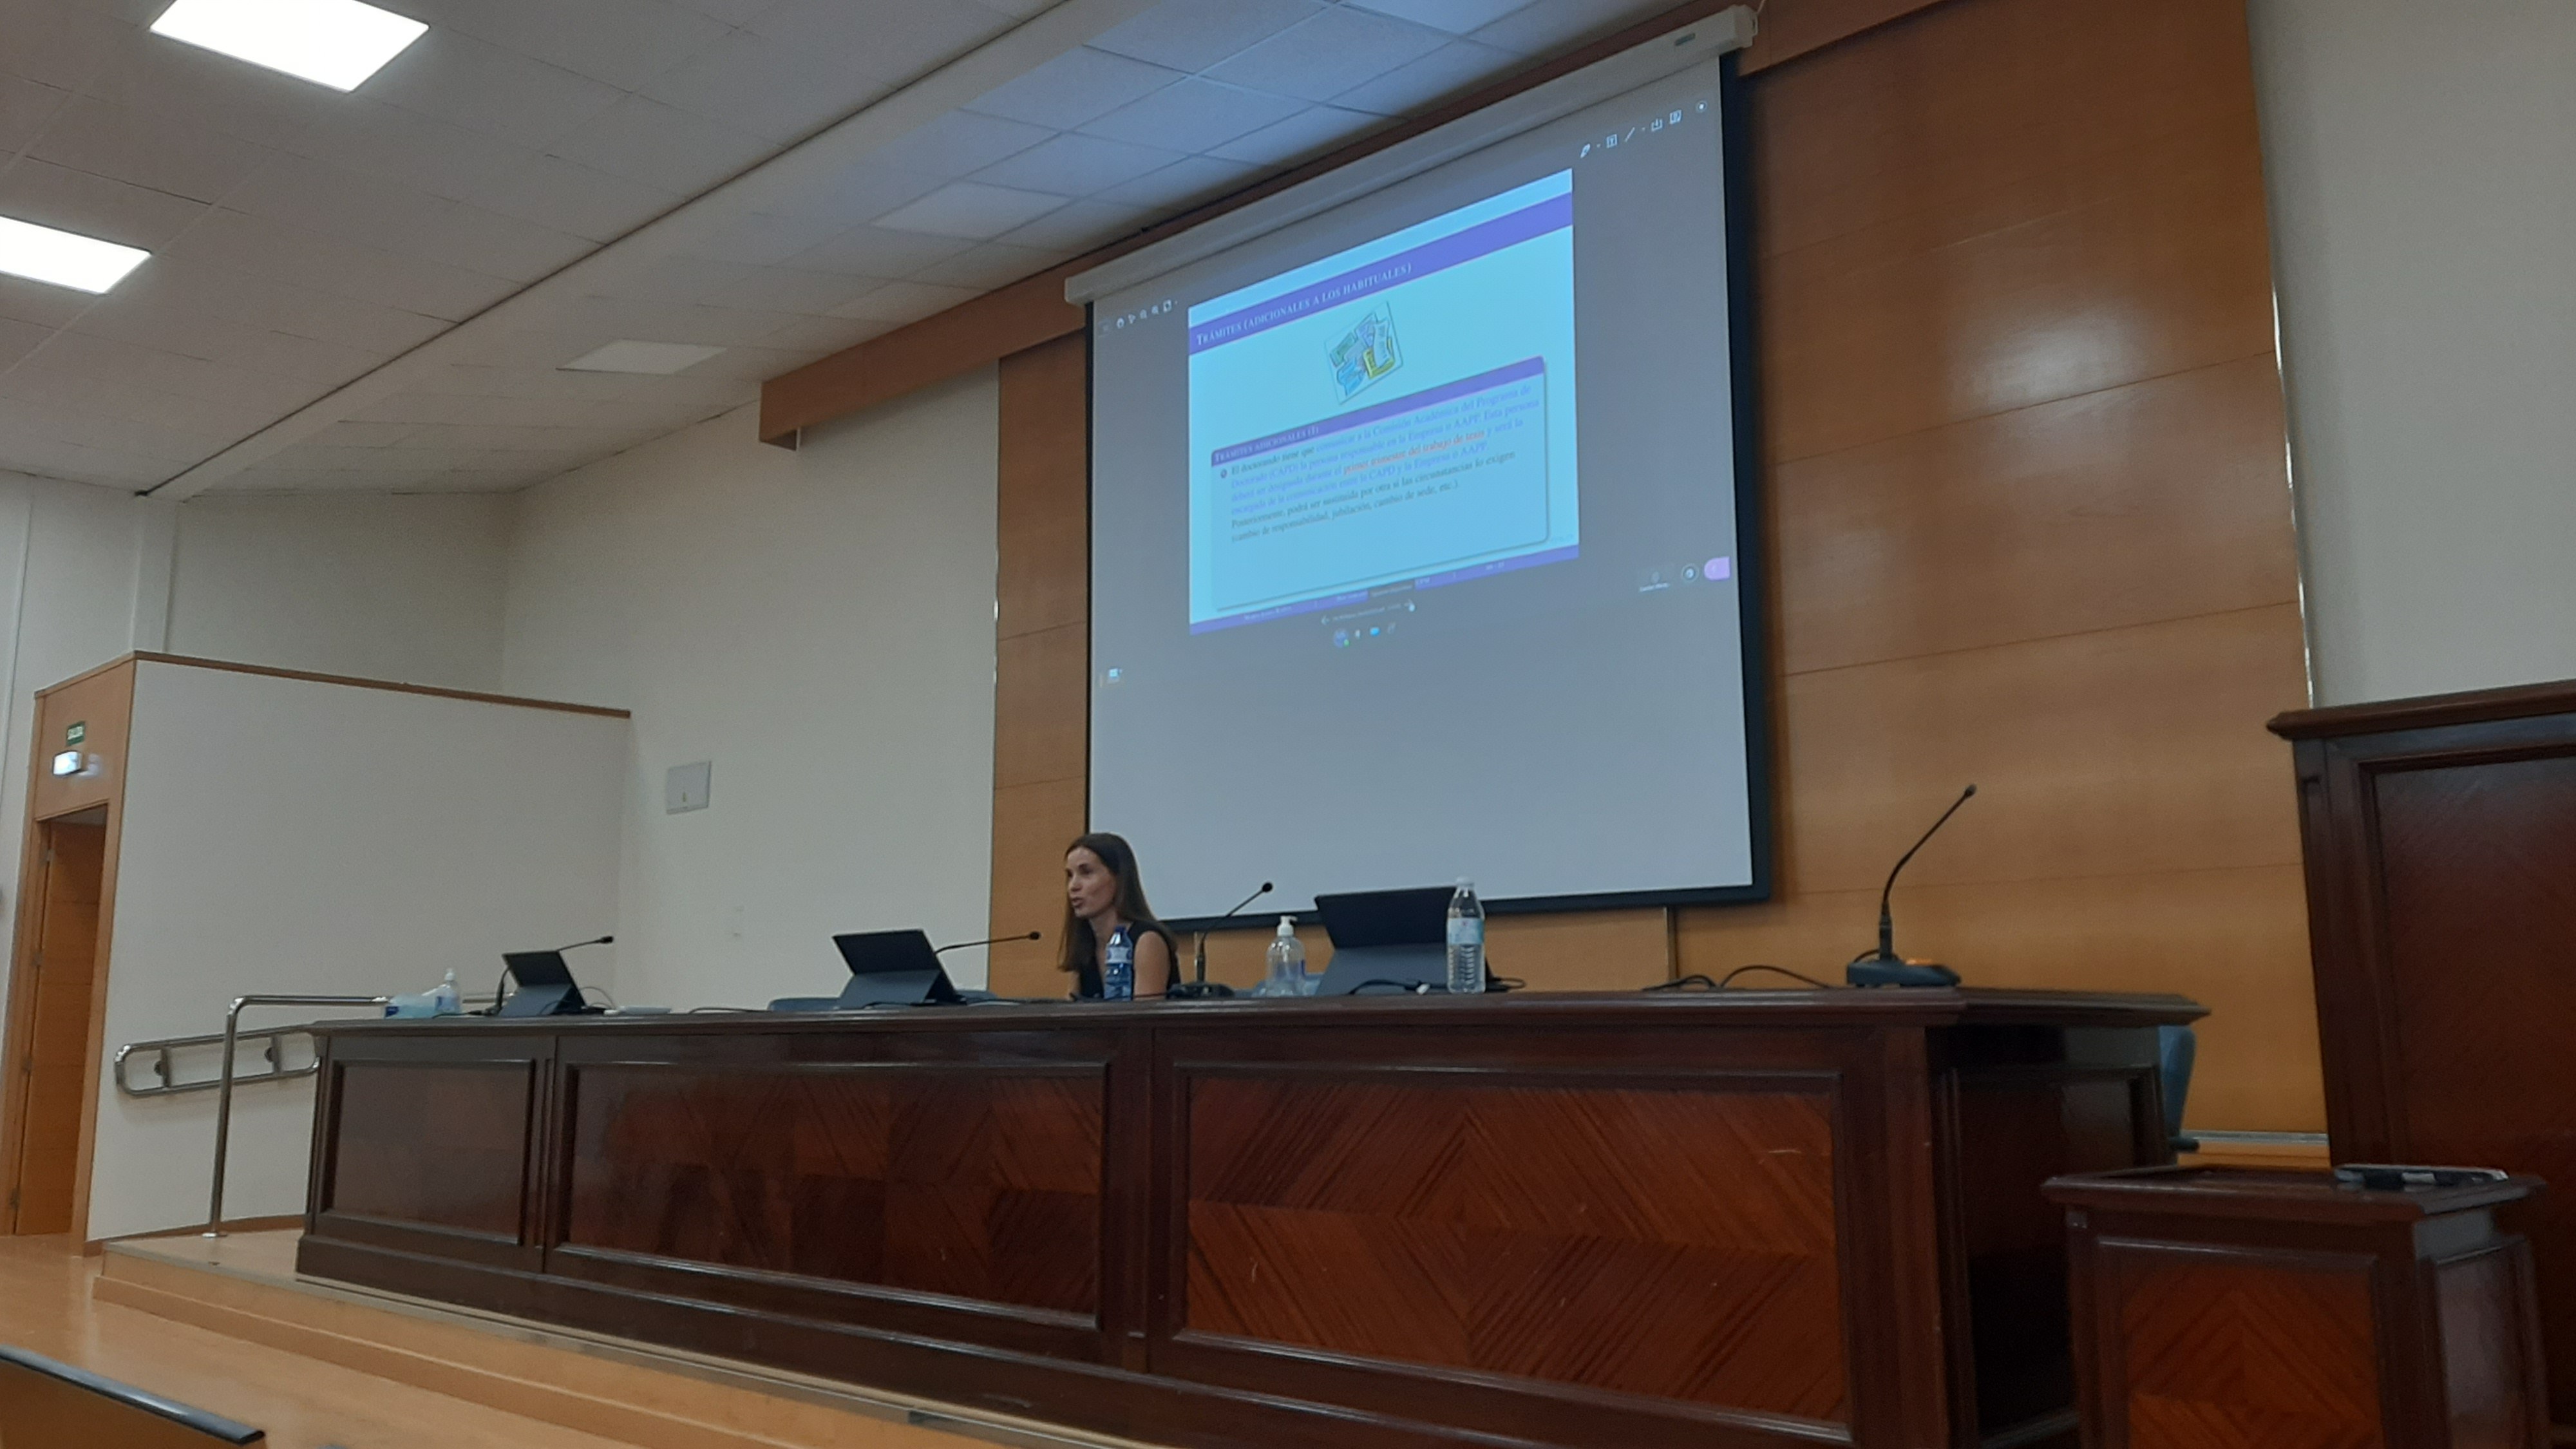 TRÁMITES (ADICIONALES A LOS HABITUALES)
TRÁMITES ADICIONALES (I)
El doctorando tiene que comunicar a la Comisión Académica del Programa de
Doctorado (CAPD) la persona responsable en la Empresa o AAPP. Esta persona
deberá ser designada durante el primer trimestre del trabajo de tesis y será la
encargada de la comunicación entre la CAPD y la Empresa o AAPP.
Posteriormente, podrá ser sustituida por otra si las circunstancias lo exigen
(cambio de responsabilidad, jubilación, cambio de sede, etc.)
SALIDA